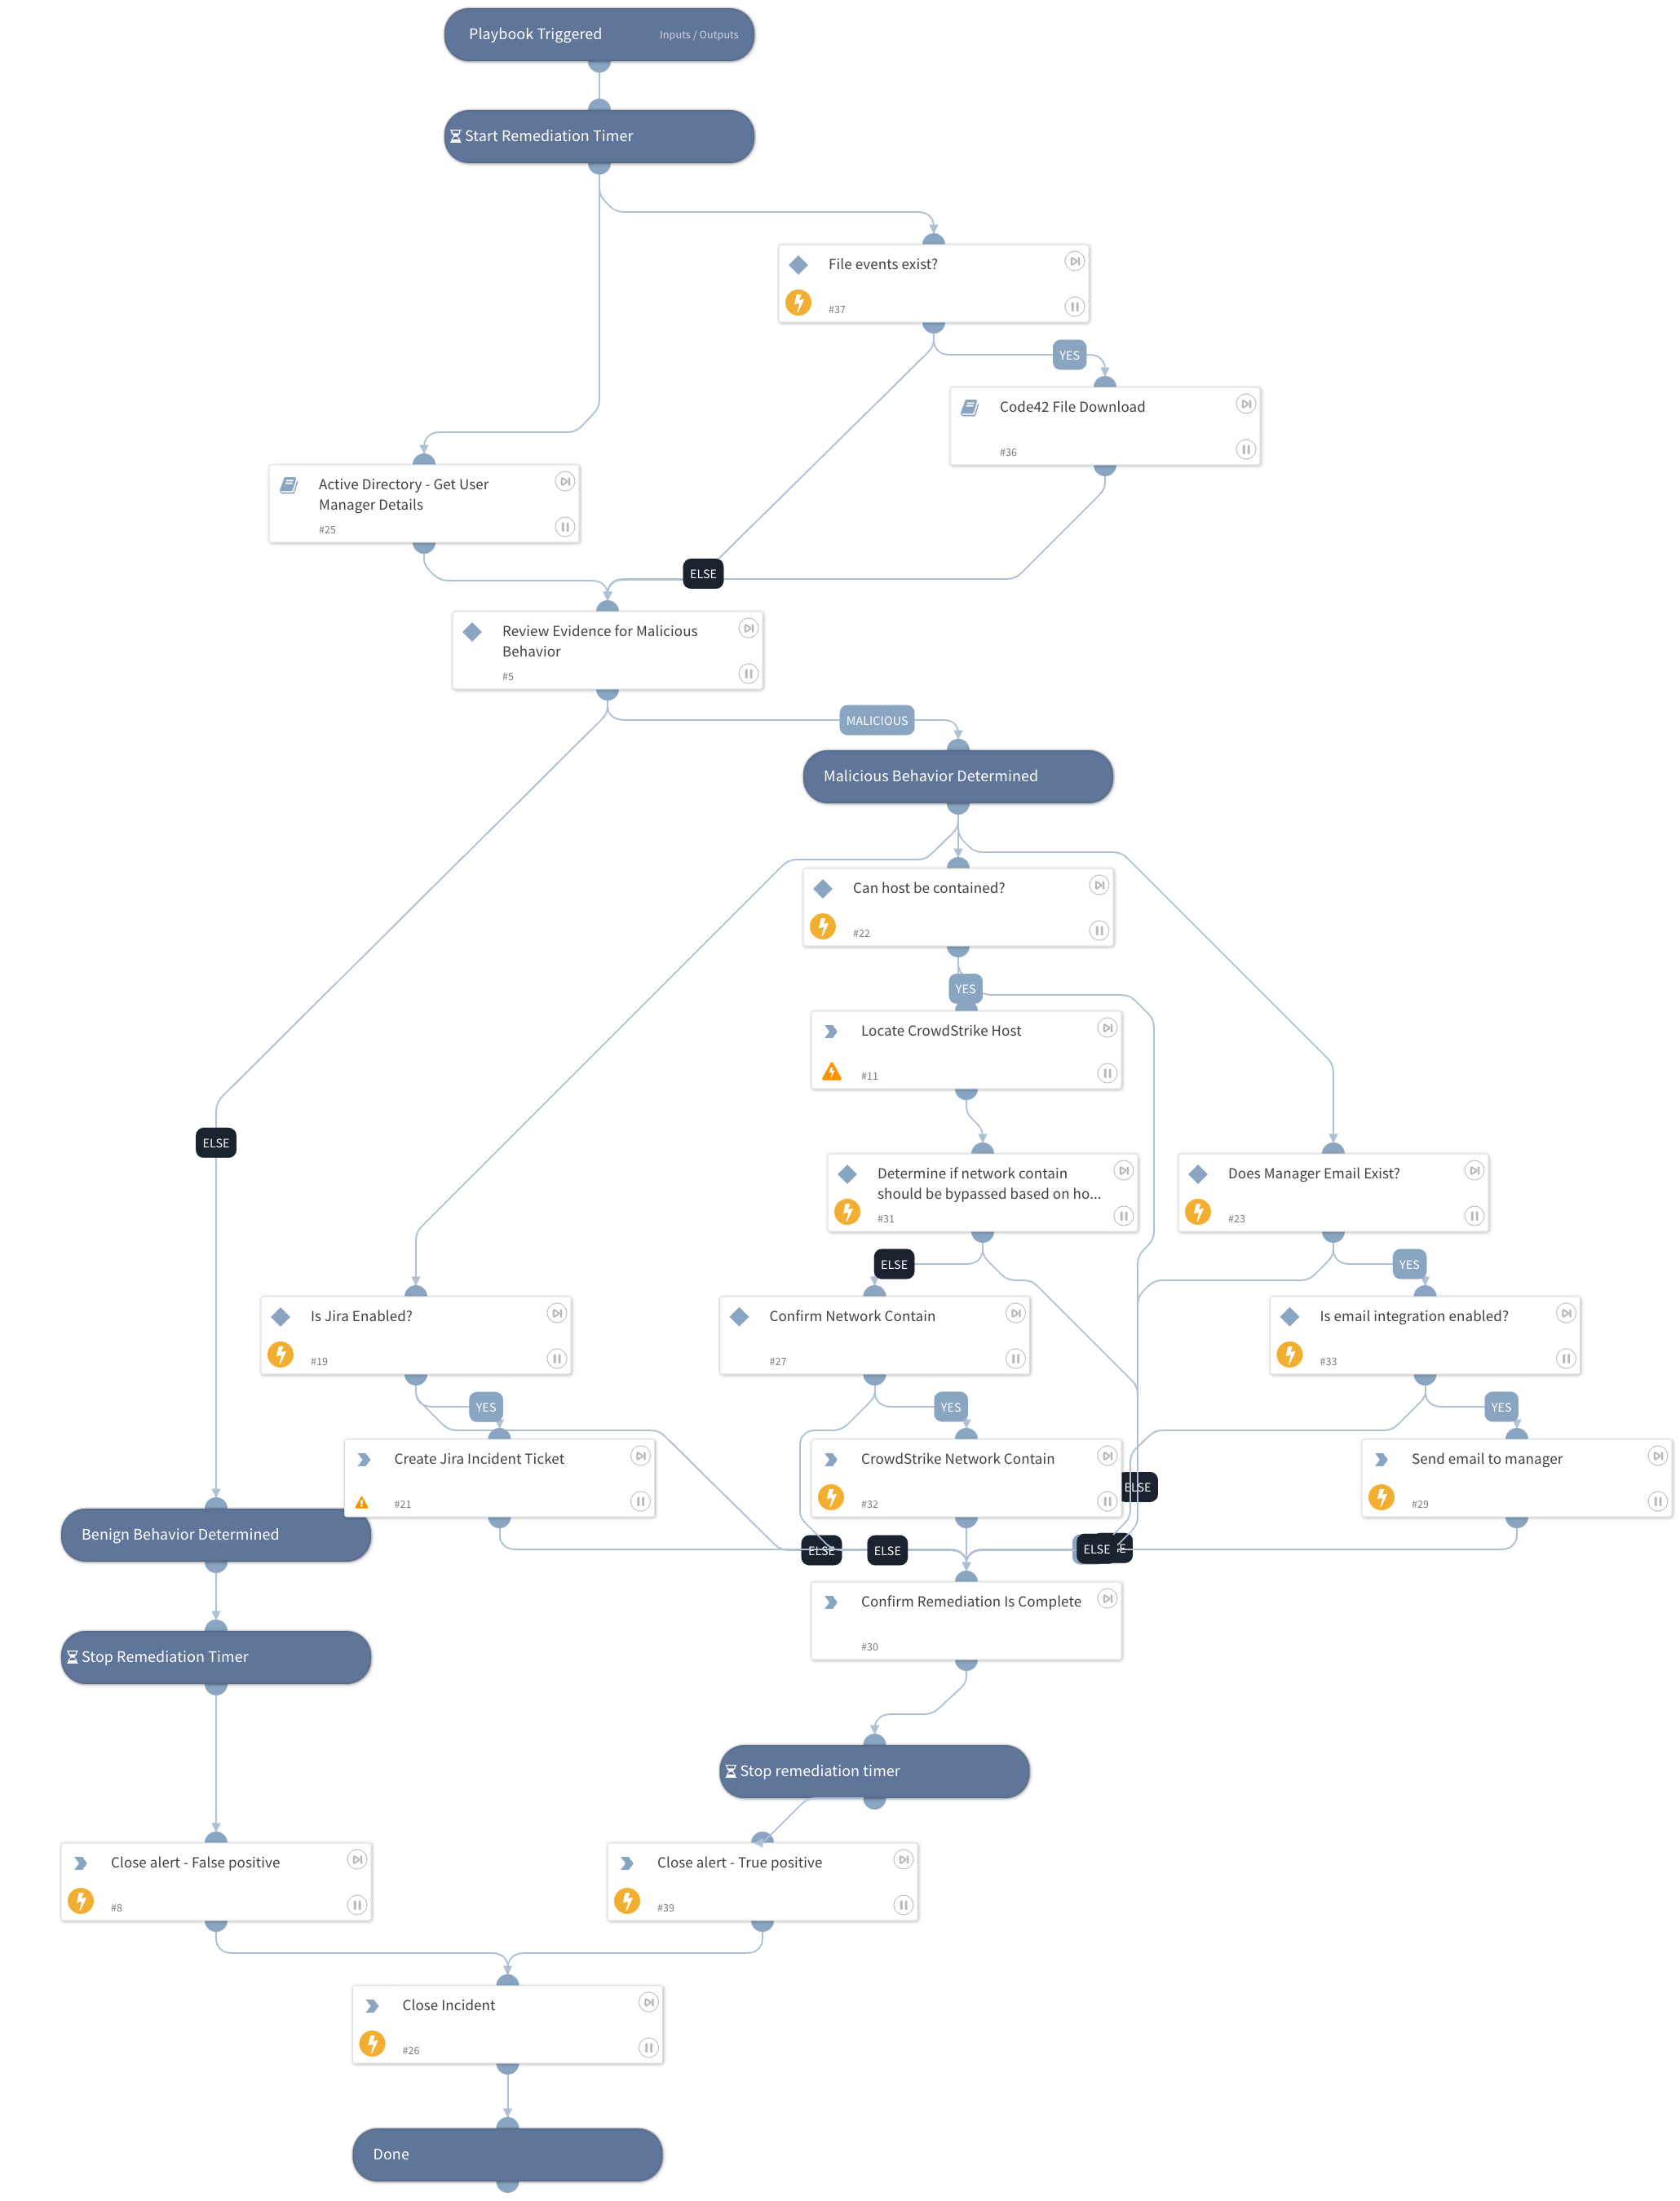 Playbook Triggered Inputs / Outputs
Start Remediation Timer
File events exist?
#37
YES
Code42 File Download
#36
Active Directory - Get User
Manager Details
#25
ELSE
Review Evidence for Malicious
Behavior
#5
MALICIOUS
Malicious Behavior Determined
Can host be contained?
#22
YES
Locate CrowdStrike Host
#11
ELSE
Determine if network contain
should be bypassed based on ho...
#31
Does Manager Email Exist?
#23
ELSE
YES
Is Jira Enabled?
#19
Confirm Network Contain
#27
Is email integration enabled?
#33
YES
YES
YES
Create Jira Incident Ticket
#21
CrowdStrike Network Contain
#32
ELSE
Send email to manager
#29
Benign Behavior Determined
ELSE
ELSE
ELSE
Confirm Remediation Is Complete
#30
Stop Remediation Timer
Stop remediation timer
Close alert - False positive
#8
Close alert - True positive
#39
Close Incident
#26
Done